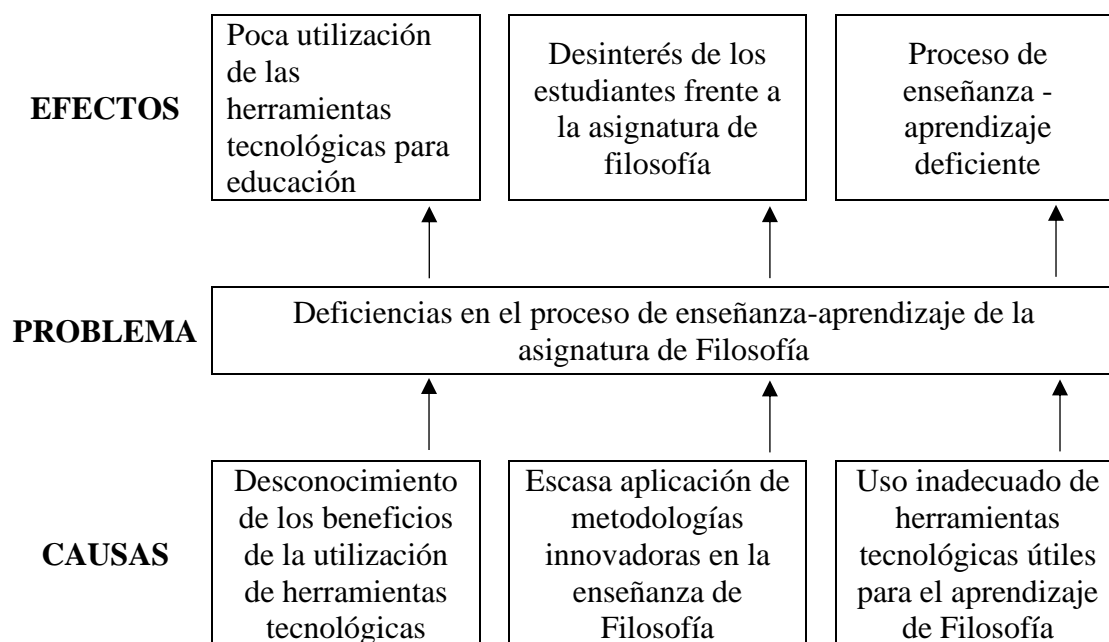 Poca utilización
de las
herramientas
tecnológicas para
educación
Desinterés de los
estudiantes frente a
la asignatura de
filosofía
Proceso de
enseñanza -
aprendizaje
deficiente
EFECTOS
PROBLEMA
Deficiencias en el proceso de enseñanza-aprendizaje de la
asignatura de Filosofía
CAUSAS
Desconocimiento
de los beneficios
de la utilización
de herramientas
tecnológicas
Escasa aplicación de
metodologías
innovadoras en la
enseñanza de
Filosofía
Uso inadecuado de
herramientas
tecnológicas útiles
para el aprendizaje
de Filosofía